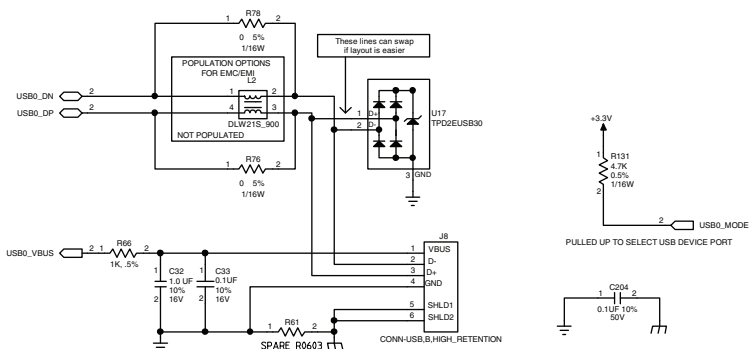 1 R78 2
0 5%
1/16W
These lines can swap
if layout is easier
POPULATION OPTIONS
FOR EMC/EMI
L2
USB0_DN 2 1 2
USB0_DP 2 4 3
DLW21S_900
NOT POPULATED
1 R76 2
0 5%
1/16W
1 D+
2 D-
U17
TPD2EUSB30
3 GND
+3.3V
1 R131
4.7K
0.5%
2 1/16W
2 USB0_MODE
PULLED UP TO SELECT USB DEVICE PORT
USB0_VBUS 2 1 R66 2
1K, .5%
1 C32
1.0 UF
10%
2 16V
1 C33
0.1UF
10%
2 16V
J8
1 VBUS
2 D-
3 D+
4 GND
5 SHLD1
6 SHLD2
CONN-USB,B,HIGH_RETENTION
1 R61 2
SPARE R0603
C204
1 2
0.1UF 10%
50V